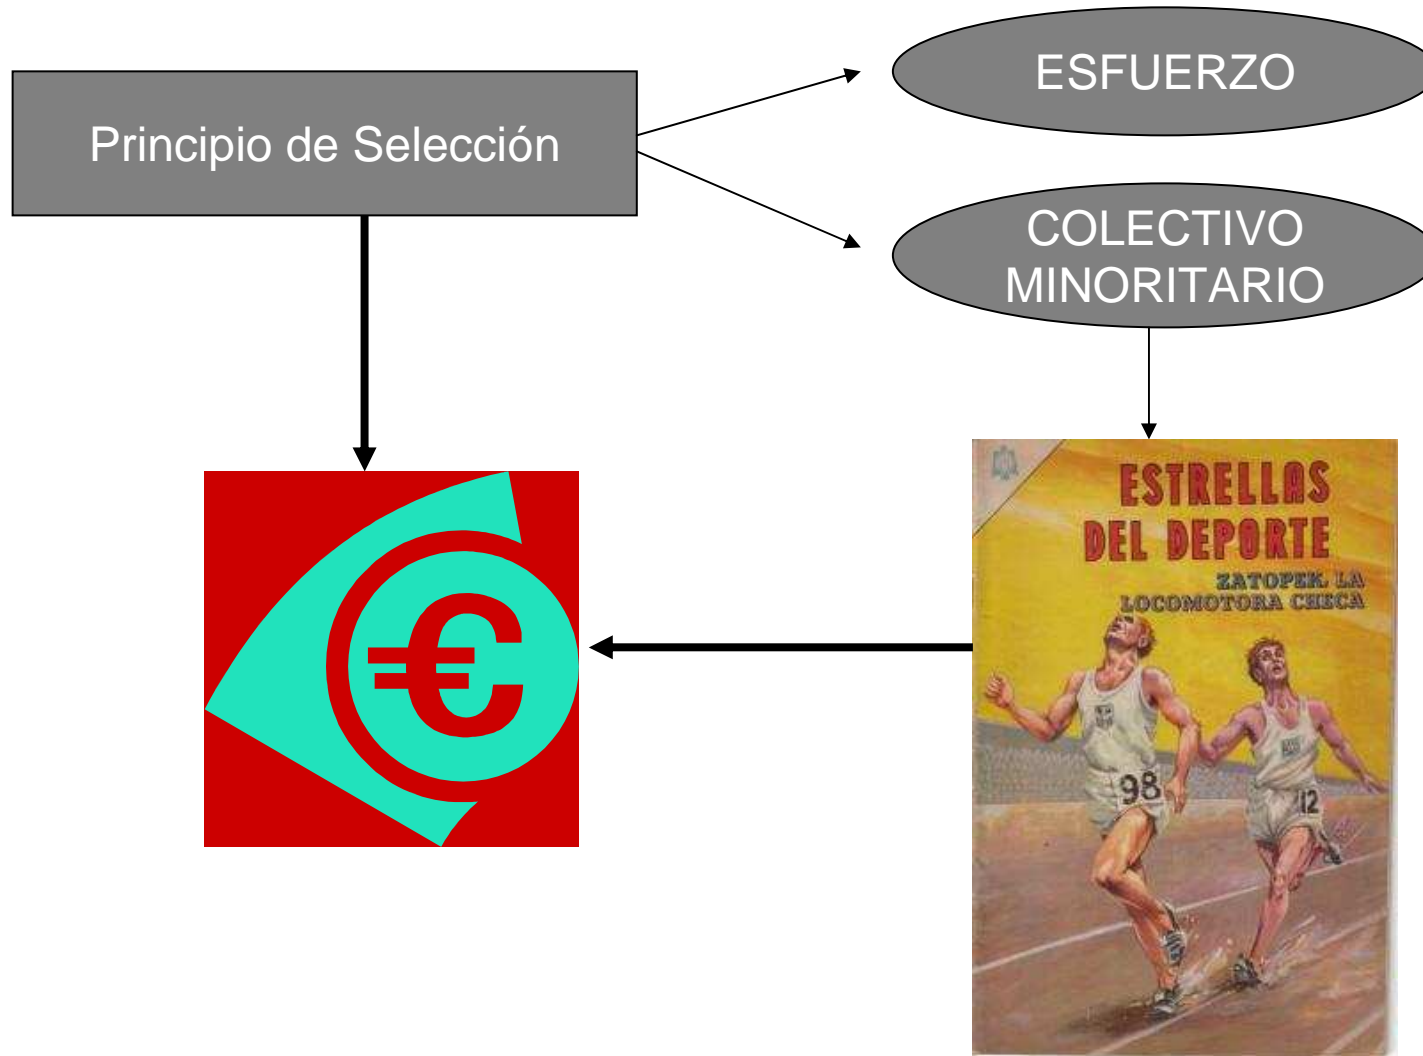 ESFUERZO
Principio de Selección
COLECTIVO
MINORITARIO
€
ESTRELLAS
DEL DEPORTE
ZATOPEK, LA
LOCOMOTORA CHECA
98
12